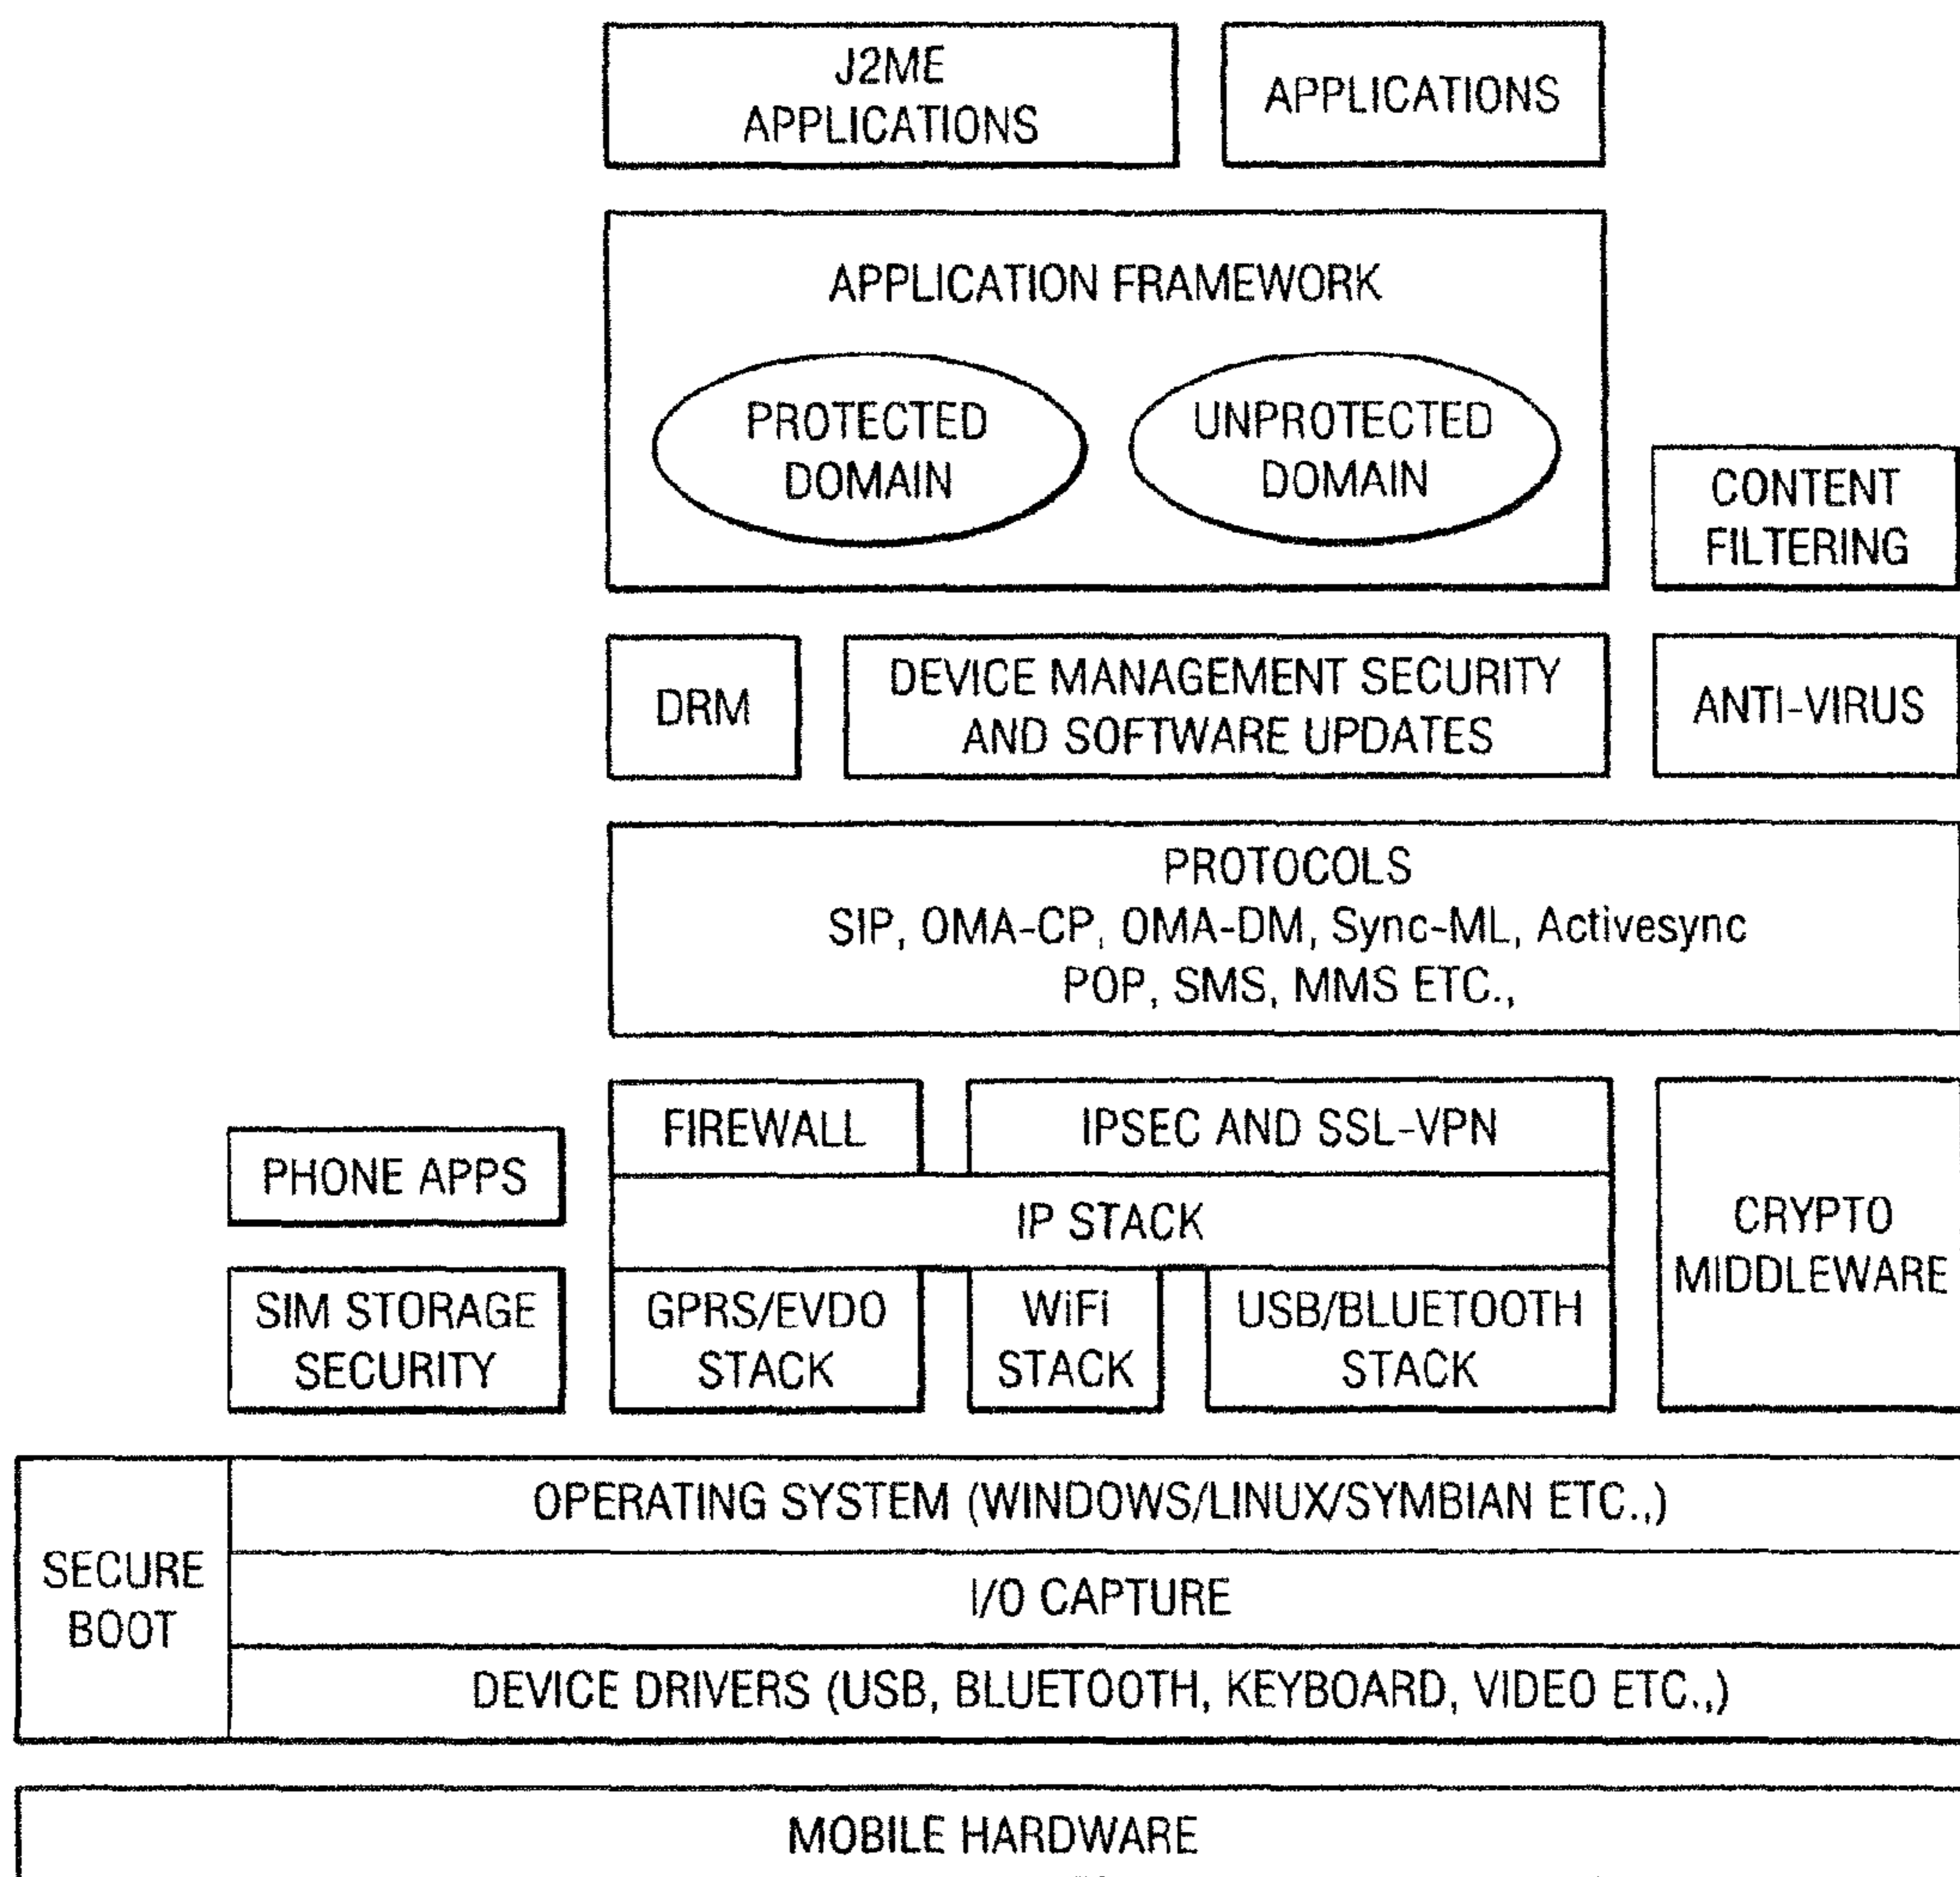 J2ME
APPLICATIONS
APPLICATIONS
APPLICATION FRAMEWORK
PROTECTED
DOMAIN
UNPROTECTED
DOMAIN
CONTENT
FILTERING
DRM
DEVICE MANAGEMENT SECURITY
AND SOFTWARE UPDATES
ANTI-VIRUS
PROTOCOLS
SIP, OMA-CP, OMA-DM, Sync-ML, Activesync
POP, SMS, MMS ETC.,
PHONE APPS
FIREWALL
IPSEC AND SSL-VPN
IP STACK
CRYPTO
MIDDLEWARE
SIM STORAGE
SECURITY
GPRS/EVDO
STACK
WiFi
STACK
USB/BLUETOOTH
STACK
SECURE
BOOT
OPERATING SYSTEM (WINDOWS/LINUX/SYMBIAN ETC.,)
I/O CAPTURE
DEVICE DRIVERS (USB, BLUETOOTH, KEYBOARD, VIDEO ETC.,)
MOBILE HARDWARE